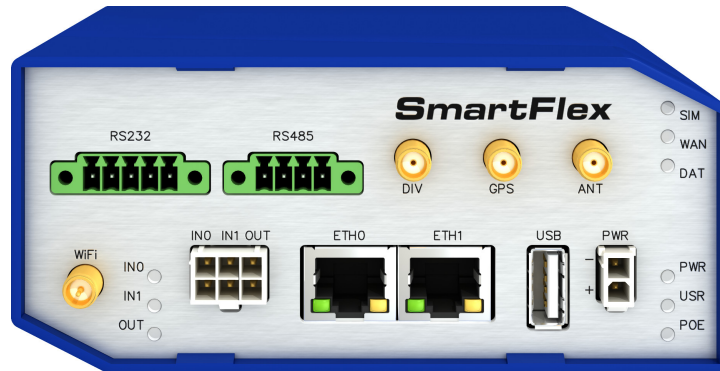 SmartFlex
SIM
WAN
DAT
RS232
RS485
DIV
GPS
ANT
WiFi
IN0
IN1
OUT
IN0 IN1 OUT
ETH0
ETH1
USB
PWR
-
+
PWR
USR
POE